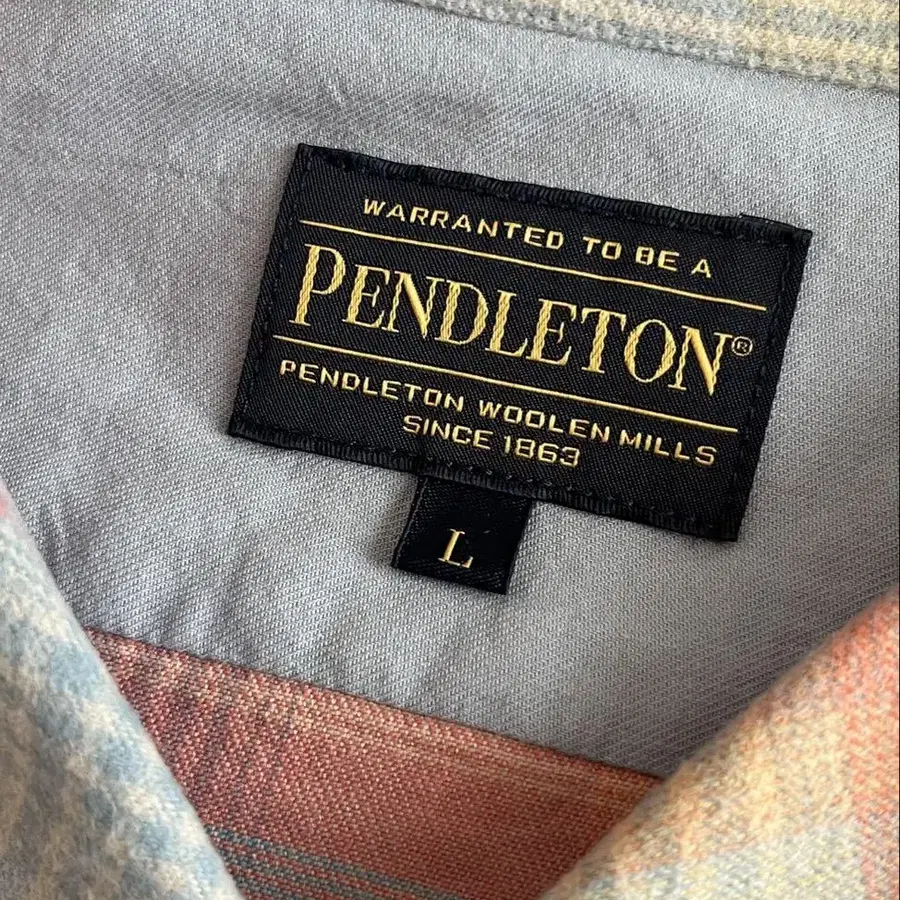 WARRANTED TO BE A
PENDLETON®
PENDLETON WOOLEN MILLS
SINCE 1863
L